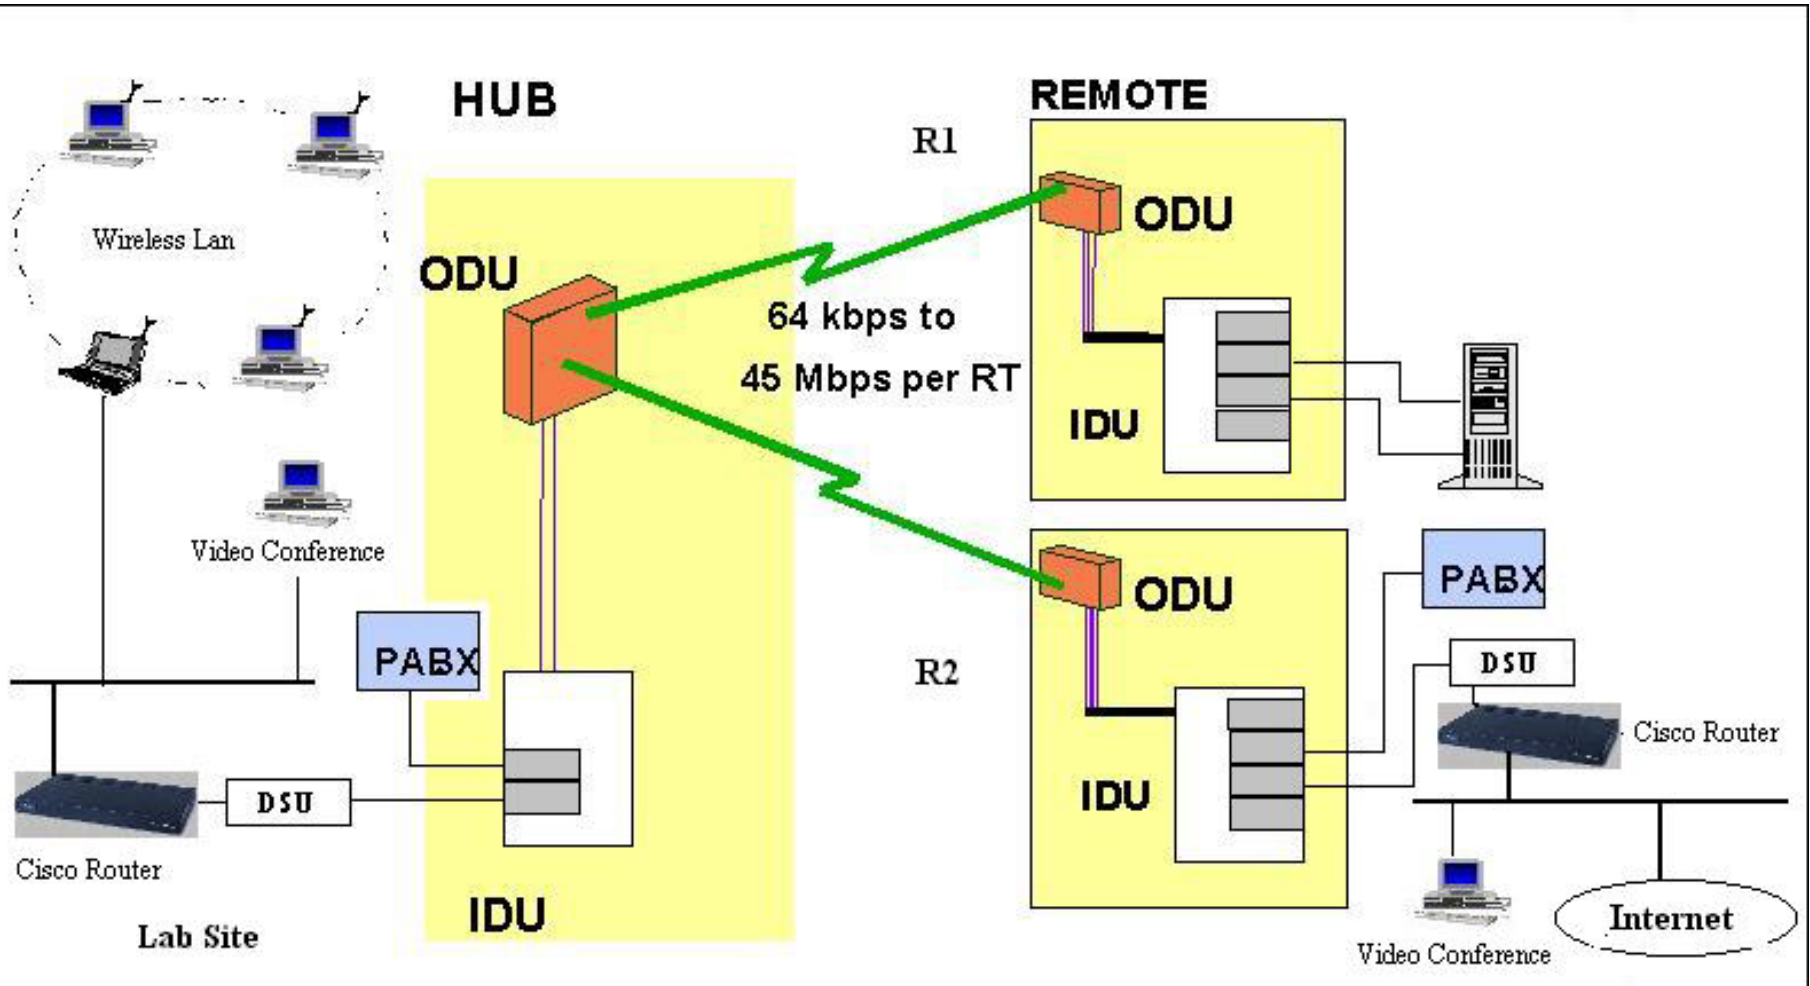 HUB
REMOTE
R1
Wireless Lan
ODU
ODU
64 kbps to
45 Mbps per RT
IDU
Video Conference
ODU
PABX
PABX
R2
DSU
Cisco Router
IDU
DSU
Cisco Router
IDU
Lab Site
Internet
Video Conference